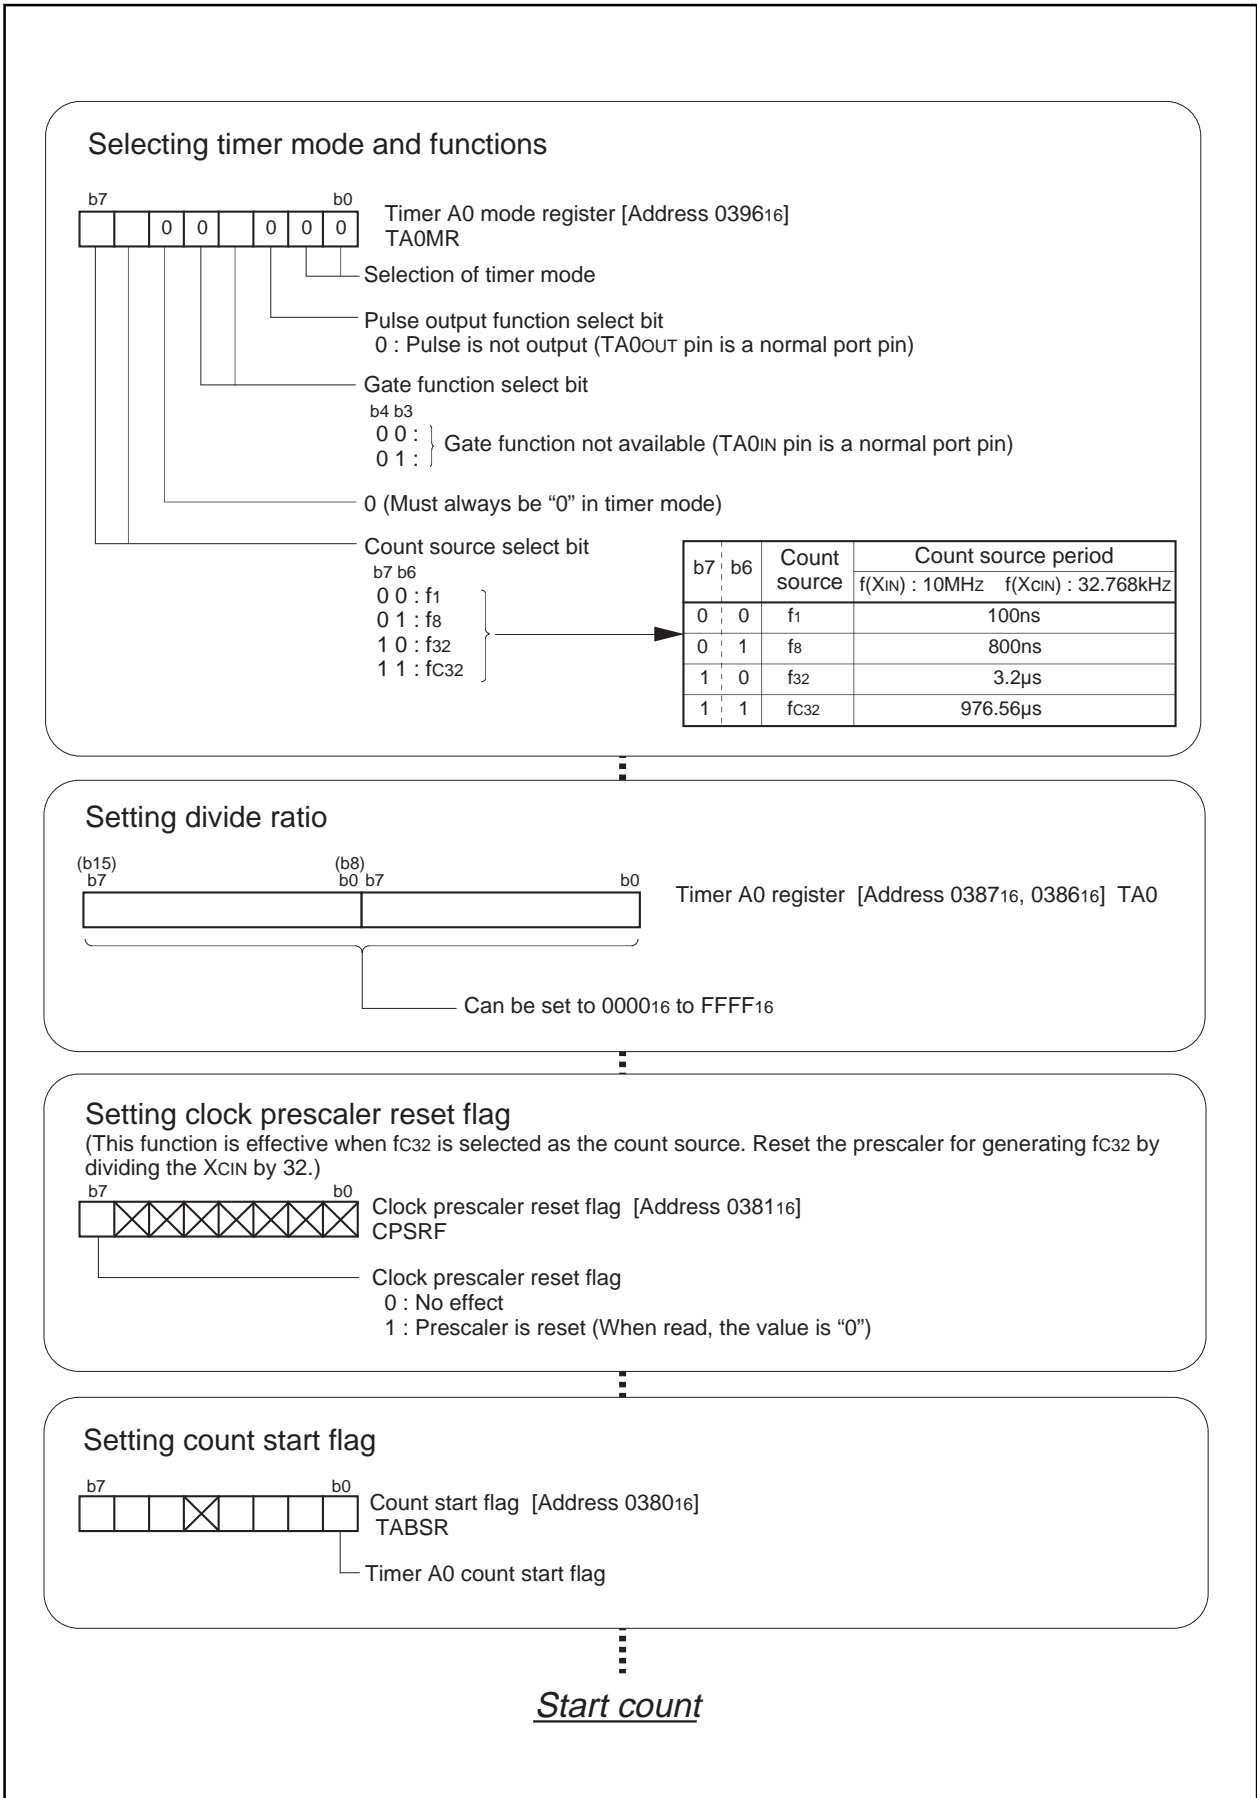 Selecting timer mode and functions
b7 b0
0 0 0 0 0
Timer A0 mode register [Address 039616]
TA0MR
Selection of timer mode
Pulse output function select bit
0 : Pulse is not output (TA0OUT pin is a normal port pin)
Gate function select bit
b4 b3
0 0 :
0 1 :
Gate function not available (TA0IN pin is a normal port pin)
0 (Must always be “0” in timer mode)
Count source select bit
b7 b6
0 0 : f1
0 1 : f8
1 0 : f32
1 1 : fC32
b7 b6 Count source Count source period
f(XIN) : 10MHz f(XCIN) : 32.768kHz
0 0 f1 100ns
0 1 f8 800ns
1 0 f32 3.2µs
1 1 fC32 976.56µs
Setting divide ratio
(b15) (b8)
b7 b0 b7 b0
Timer A0 register [Address 038716, 038616] TA0
Can be set to 000016 to FFFF16
Setting clock prescaler reset flag
(This function is effective when fC32 is selected as the count source. Reset the prescaler for generating fC32 by
dividing the XCIN by 32.)
b7 b0
Clock prescaler reset flag [Address 038116]
CPSRF
Clock prescaler reset flag
0 : No effect
1 : Prescaler is reset (When read, the value is “0”)
Setting count start flag
b7 b0
Count start flag [Address 038016]
TABSR
Timer A0 count start flag
Start count